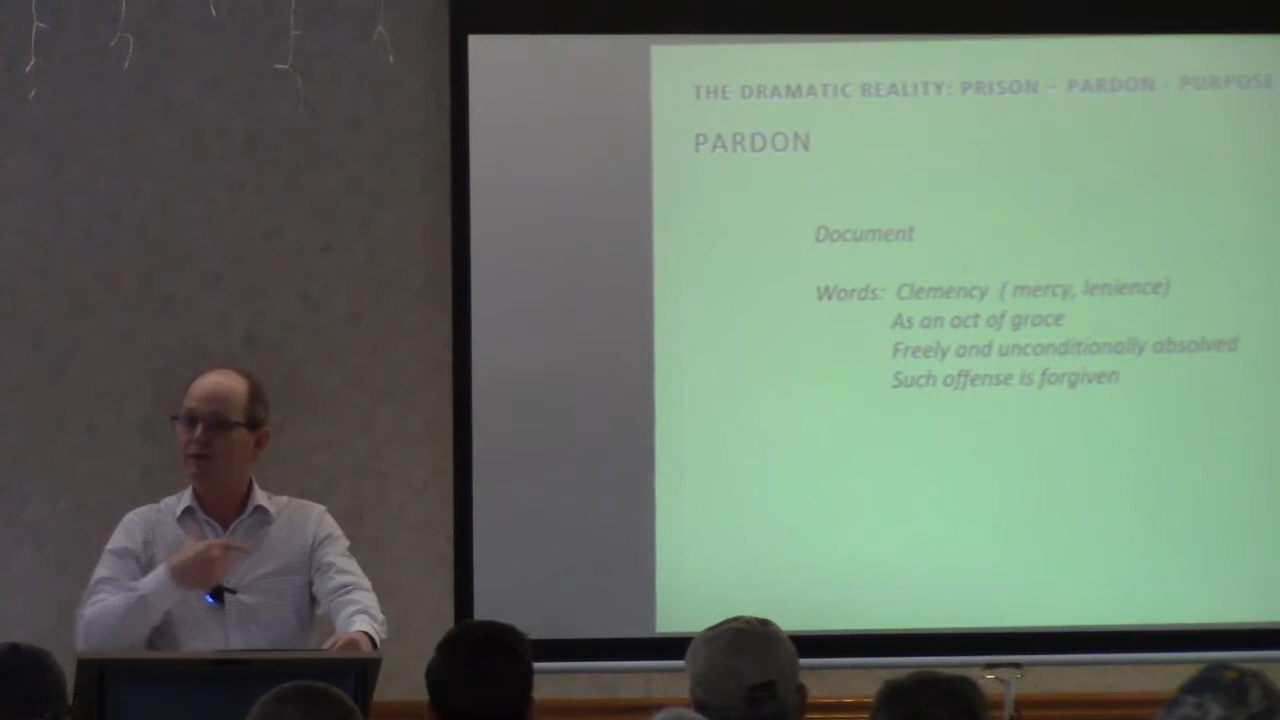 THE DRAMATIC REALITY: PRISON – PARDON - PURPOSE
PARDON
Document
Words: Clemency ( mercy, lenience)
As an act of grace
Freely and unconditionally absolved
Such offense is forgiven